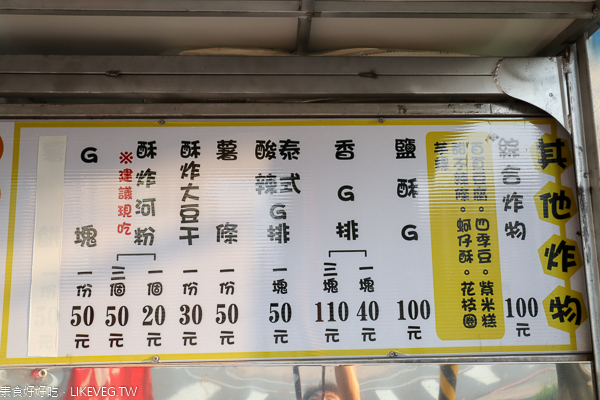 其他炸物
綜合炸物
100元
四季豆。紫米糕
蚵仔酥。花枝圈
芋棗
鹽酥G
100元
香G排
一塊
40元
三塊
110元
泰式
酸辣G排
一塊
50元
薯條
一份
50元
酥炸大豆干
一份
30元
酥炸河粉
※建議現吃
一個
20元
三個
50元
G塊
一份
50元
素食好好吃．LIKEVEG.TW